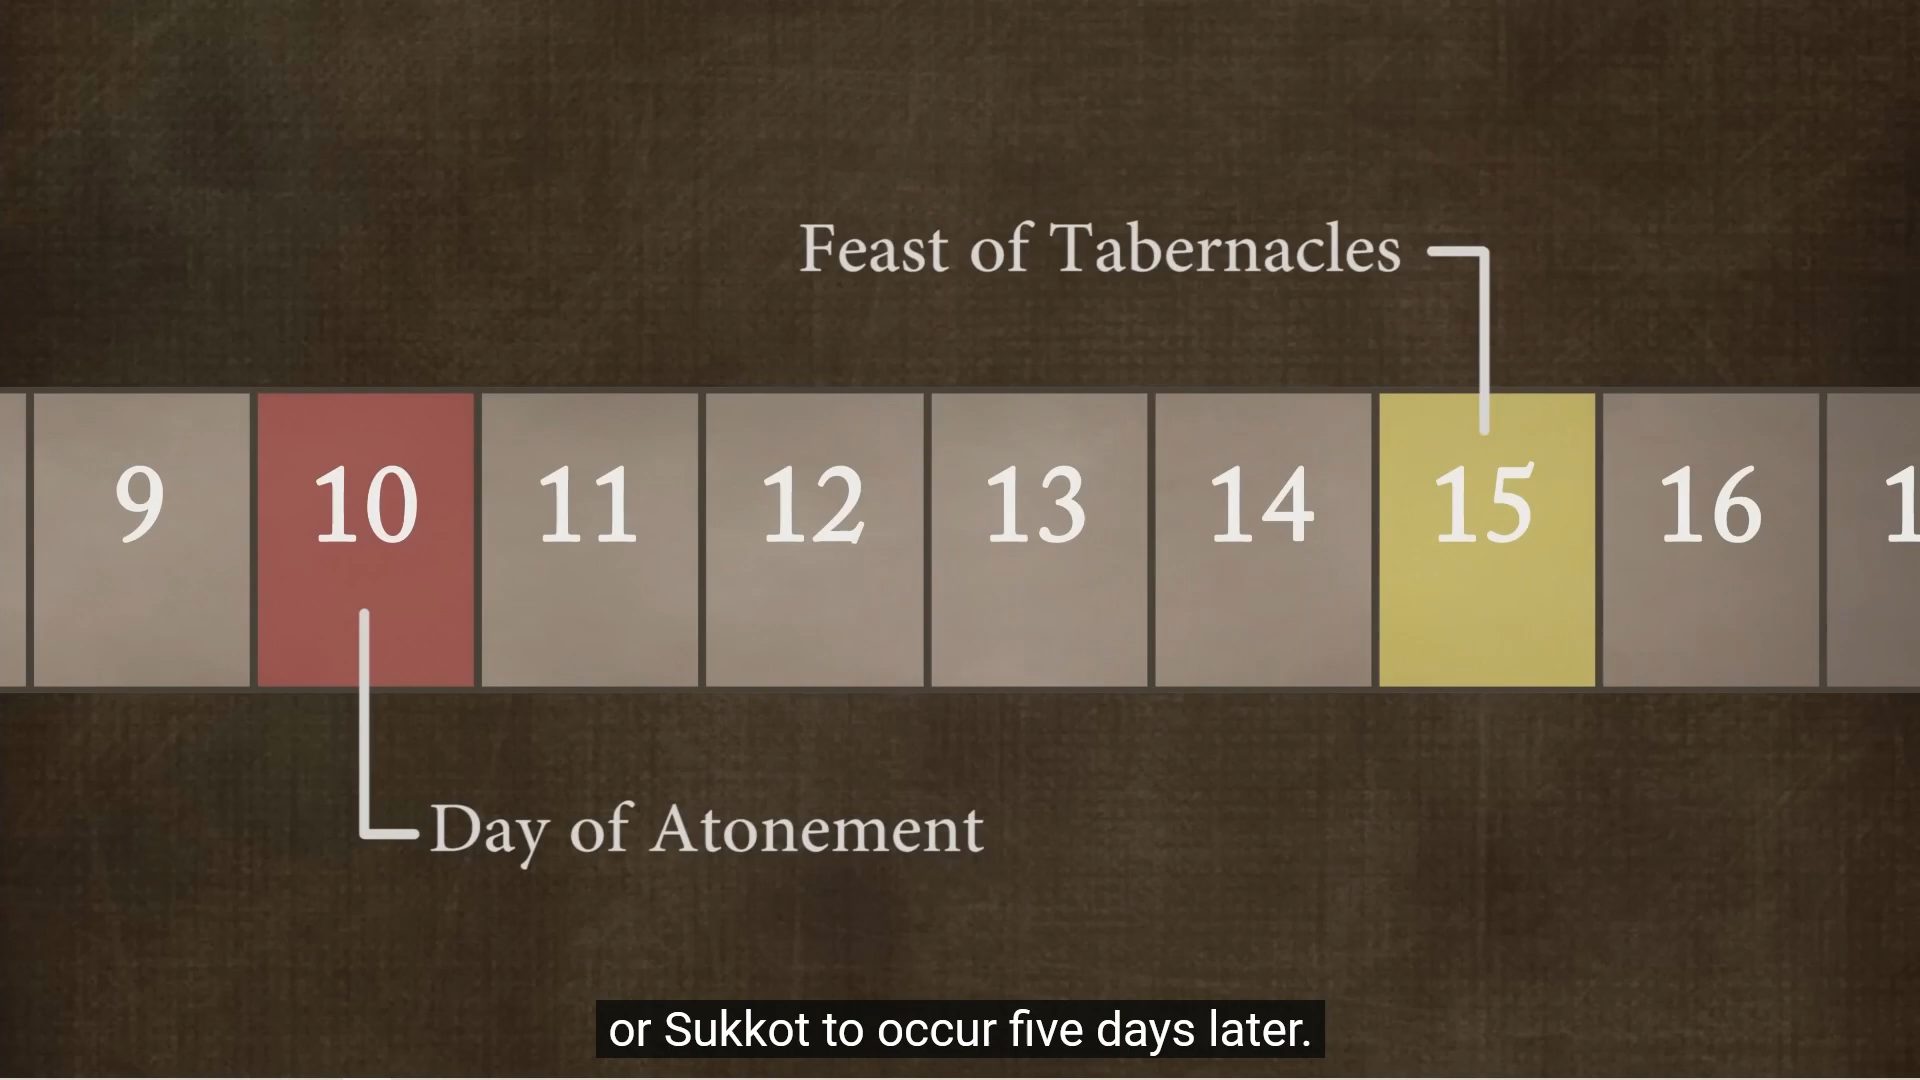 Feast of Tabernacles
9 10 11 12 13 14 15 16 1
Day of Atonement
or Sukkot to occur five days later.